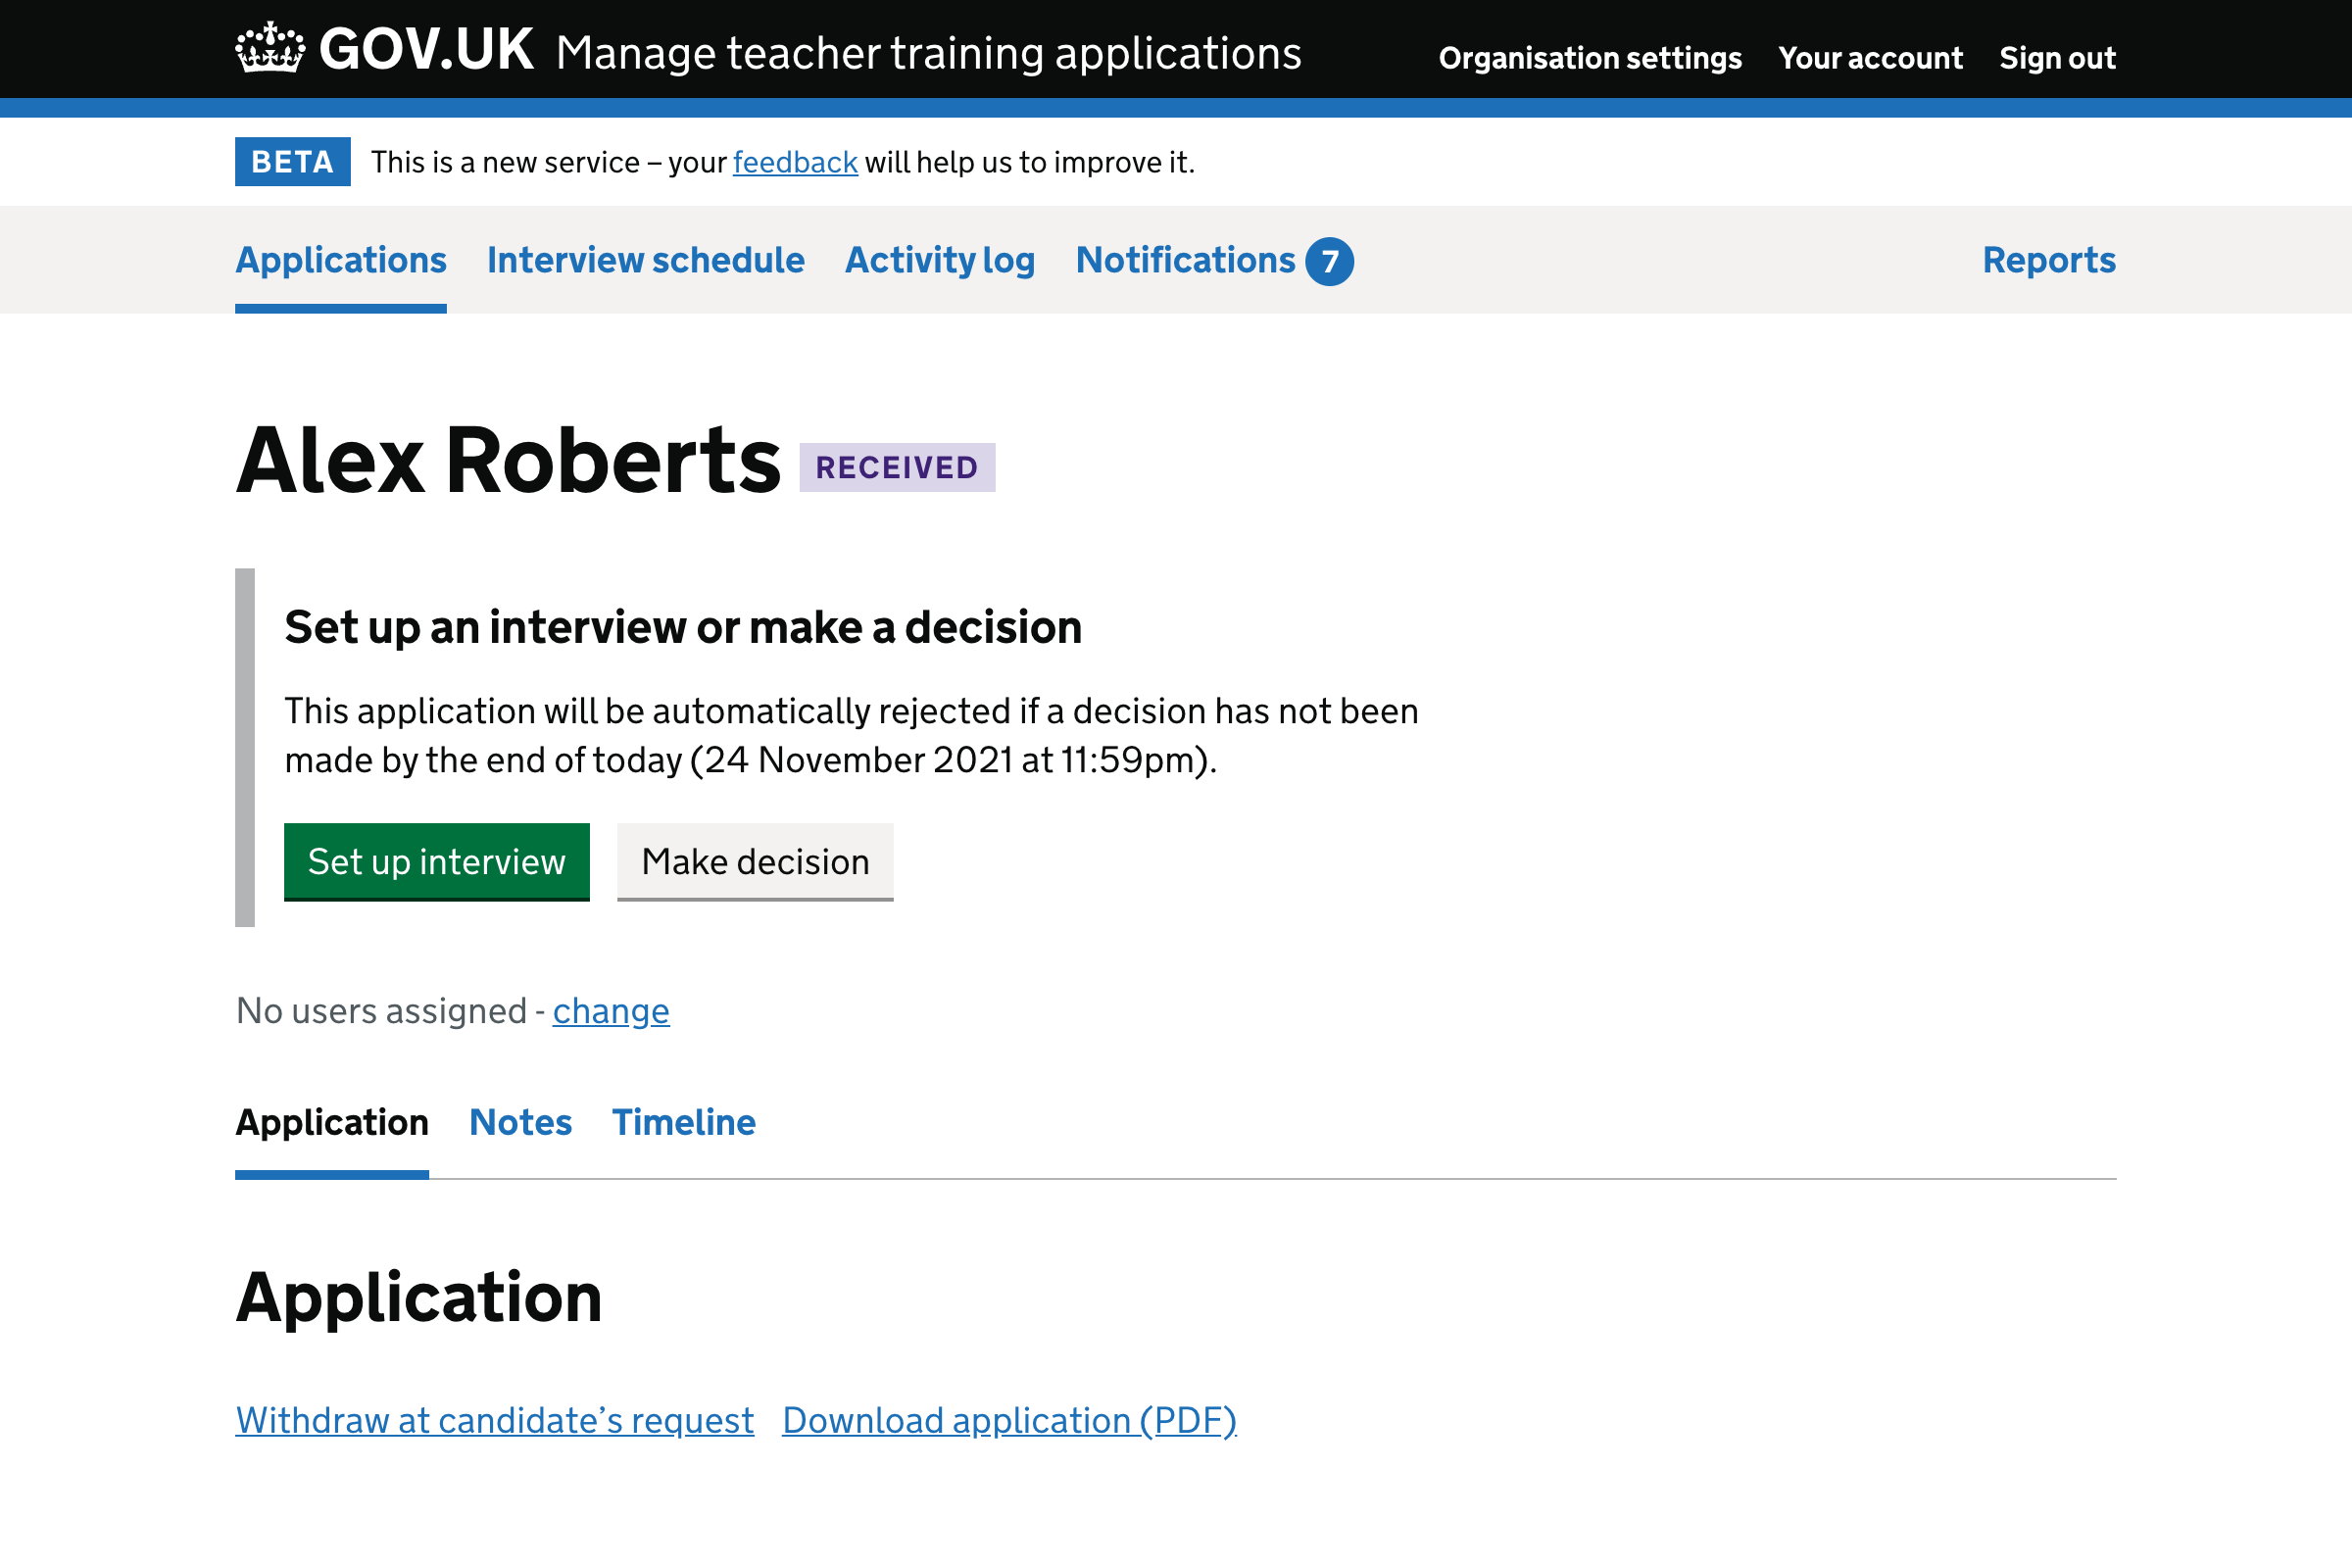 GOV.UK Manage teacher training applications Organisation settings Your account Sign out
BETA This is a new service – your feedback will help us to improve it.
Applications Interview schedule Activity log Notifications 7 Reports
Alex Roberts RECEIVED
Set up an interview or make a decision
This application will be automatically rejected if a decision has not been
made by the end of today (24 November 2021 at 11:59pm).
Set up interview Make decision
No users assigned - change
Application Notes Timeline
Application
Withdraw at candidate’s request Download application (PDF)